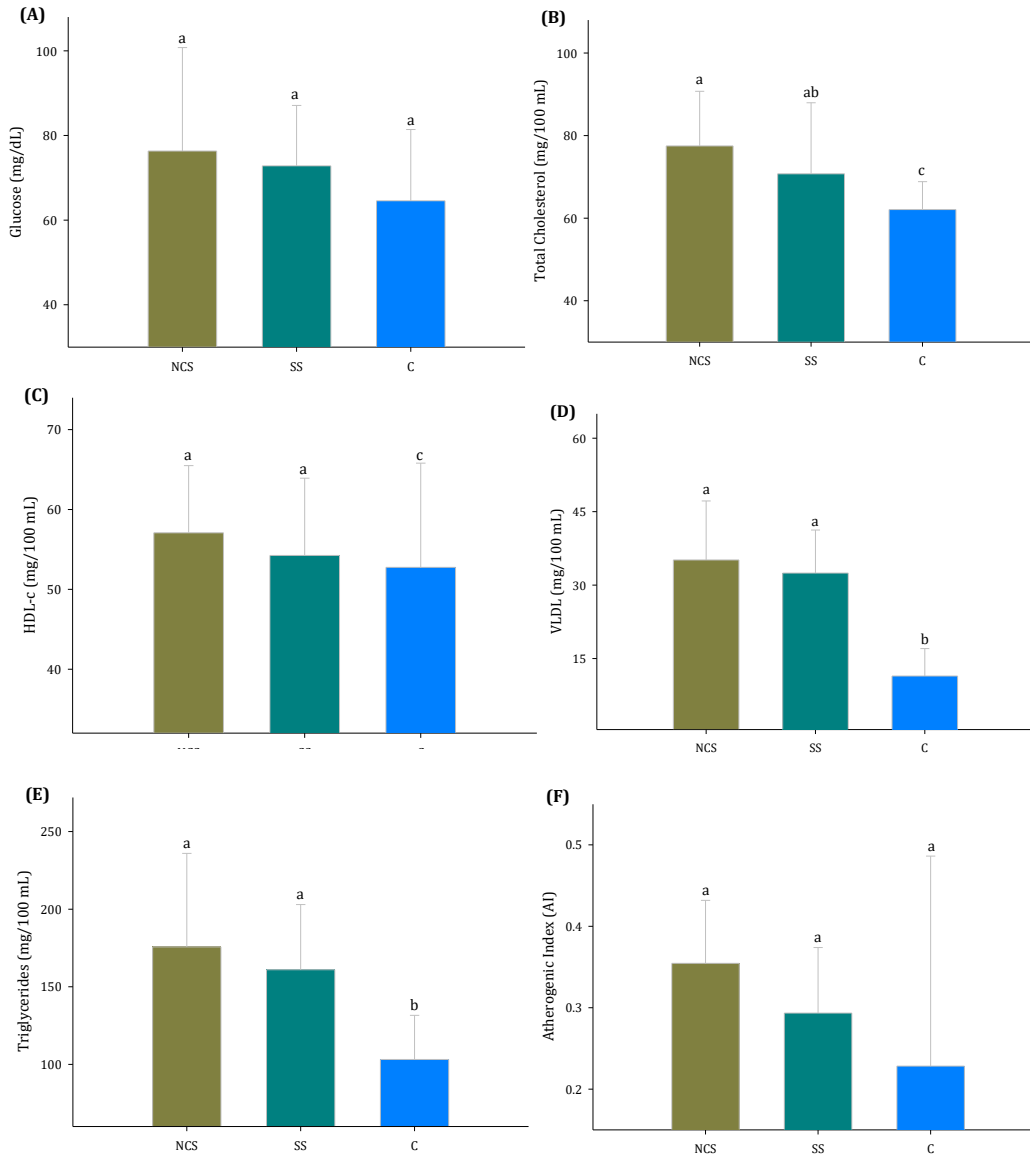 (A)
Glucose (mg/dL)
100
80
60
40
a
a
a
NCS
SS
C
(B)
Total Cholesterol (mg/100 mL)
100
80
60
40
a
ab
c
NCS
SS
C
(C)
HDL-c (mg/100 mL)
70
60
50
40
a
a
c
(D)
VLDL (mg/100 mL)
60
45
30
15
a
a
b
NCS
SS
C
(E)
Triglycerides (mg/100 mL)
250
200
150
100
a
a
b
NCS
SS
C
(F)
Atherogenic Index (AI)
0.5
0.4
0.3
0.2
a
a
a
NCS
SS
C